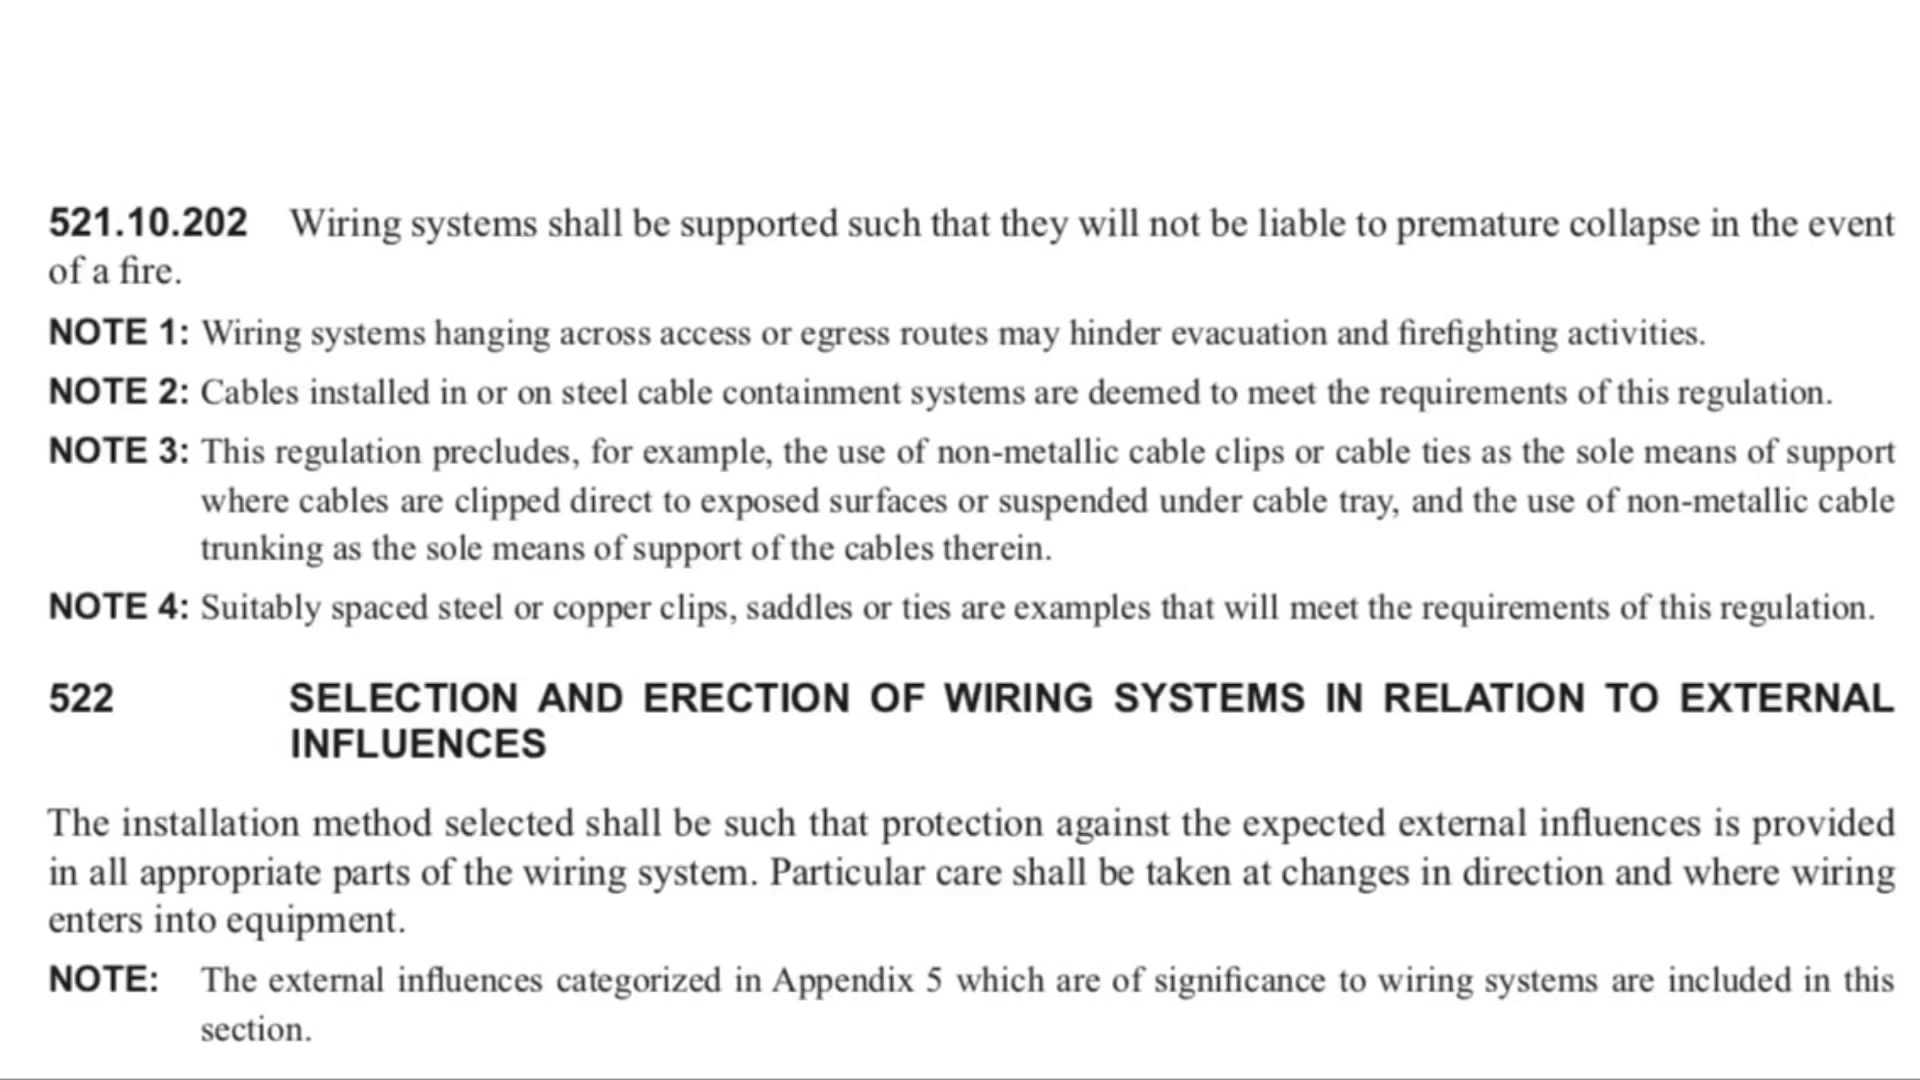 521.10.202 Wiring systems shall be supported such that they will not be liable to premature collapse in the event
of a fire.
NOTE 1: Wiring systems hanging across access or egress routes may hinder evacuation and firefighting activities.
NOTE 2: Cables installed in or on steel cable containment systems are deemed to meet the requirements of this regulation.
NOTE 3: This regulation precludes, for example, the use of non-metallic cable clips or cable ties as the sole means of support
where cables are clipped direct to exposed surfaces or suspended under cable tray, and the use of non-metallic cable
trunking as the sole means of support of the cables therein.
NOTE 4: Suitably spaced steel or copper clips, saddles or ties are examples that will meet the requirements of this regulation.
522 SELECTION AND ERECTION OF WIRING SYSTEMS IN RELATION TO EXTERNAL
INFLUENCES
The installation method selected shall be such that protection against the expected external influences is provided
in all appropriate parts of the wiring system. Particular care shall be taken at changes in direction and where wiring
enters into equipment.
NOTE: The external influences categorized in Appendix 5 which are of significance to wiring systems are included in this
section.